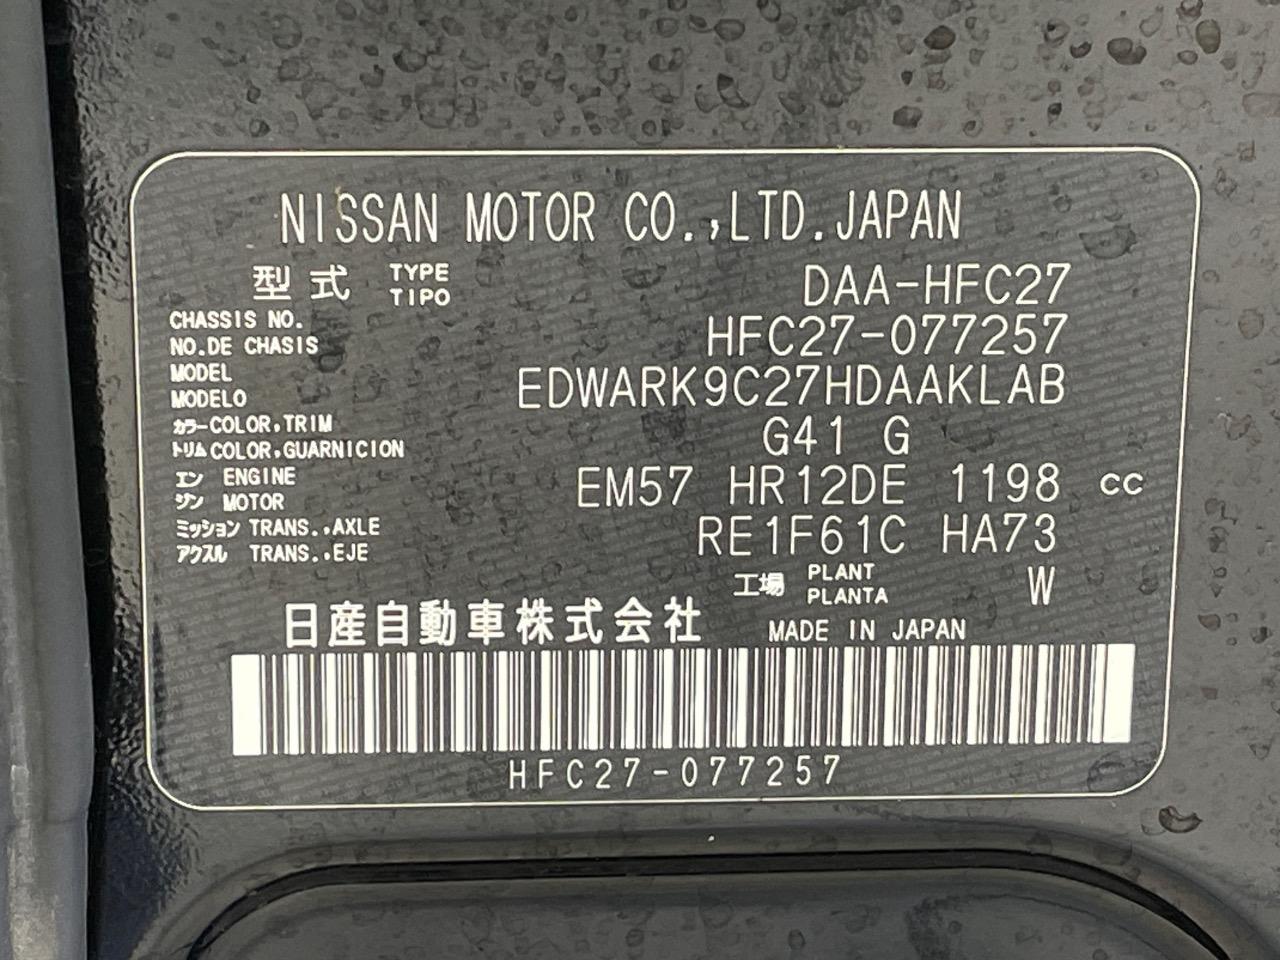 NISSAN MOTOR CO.,LTD.JAPAN
型式 TYPE TIPO DAA-HFC27
CHASSIS NO.
NO.DE CHASIS HFC27-077257
MODEL
MODELO EDWARK9C27HDAAKLAB
カラー COLOR,TRIM
トリム COLOR,GUARNICION G41 G
エン ENGINE
ジン MOTOR EM57 HR12DE 1198 cc
ミッション TRANS.,AXLE
アクスル TRANS.,EJE RE1F61C HA73
工場 PLANT PLANTA W
日産自動車株式会社 MADE IN JAPAN
HFC27-077257